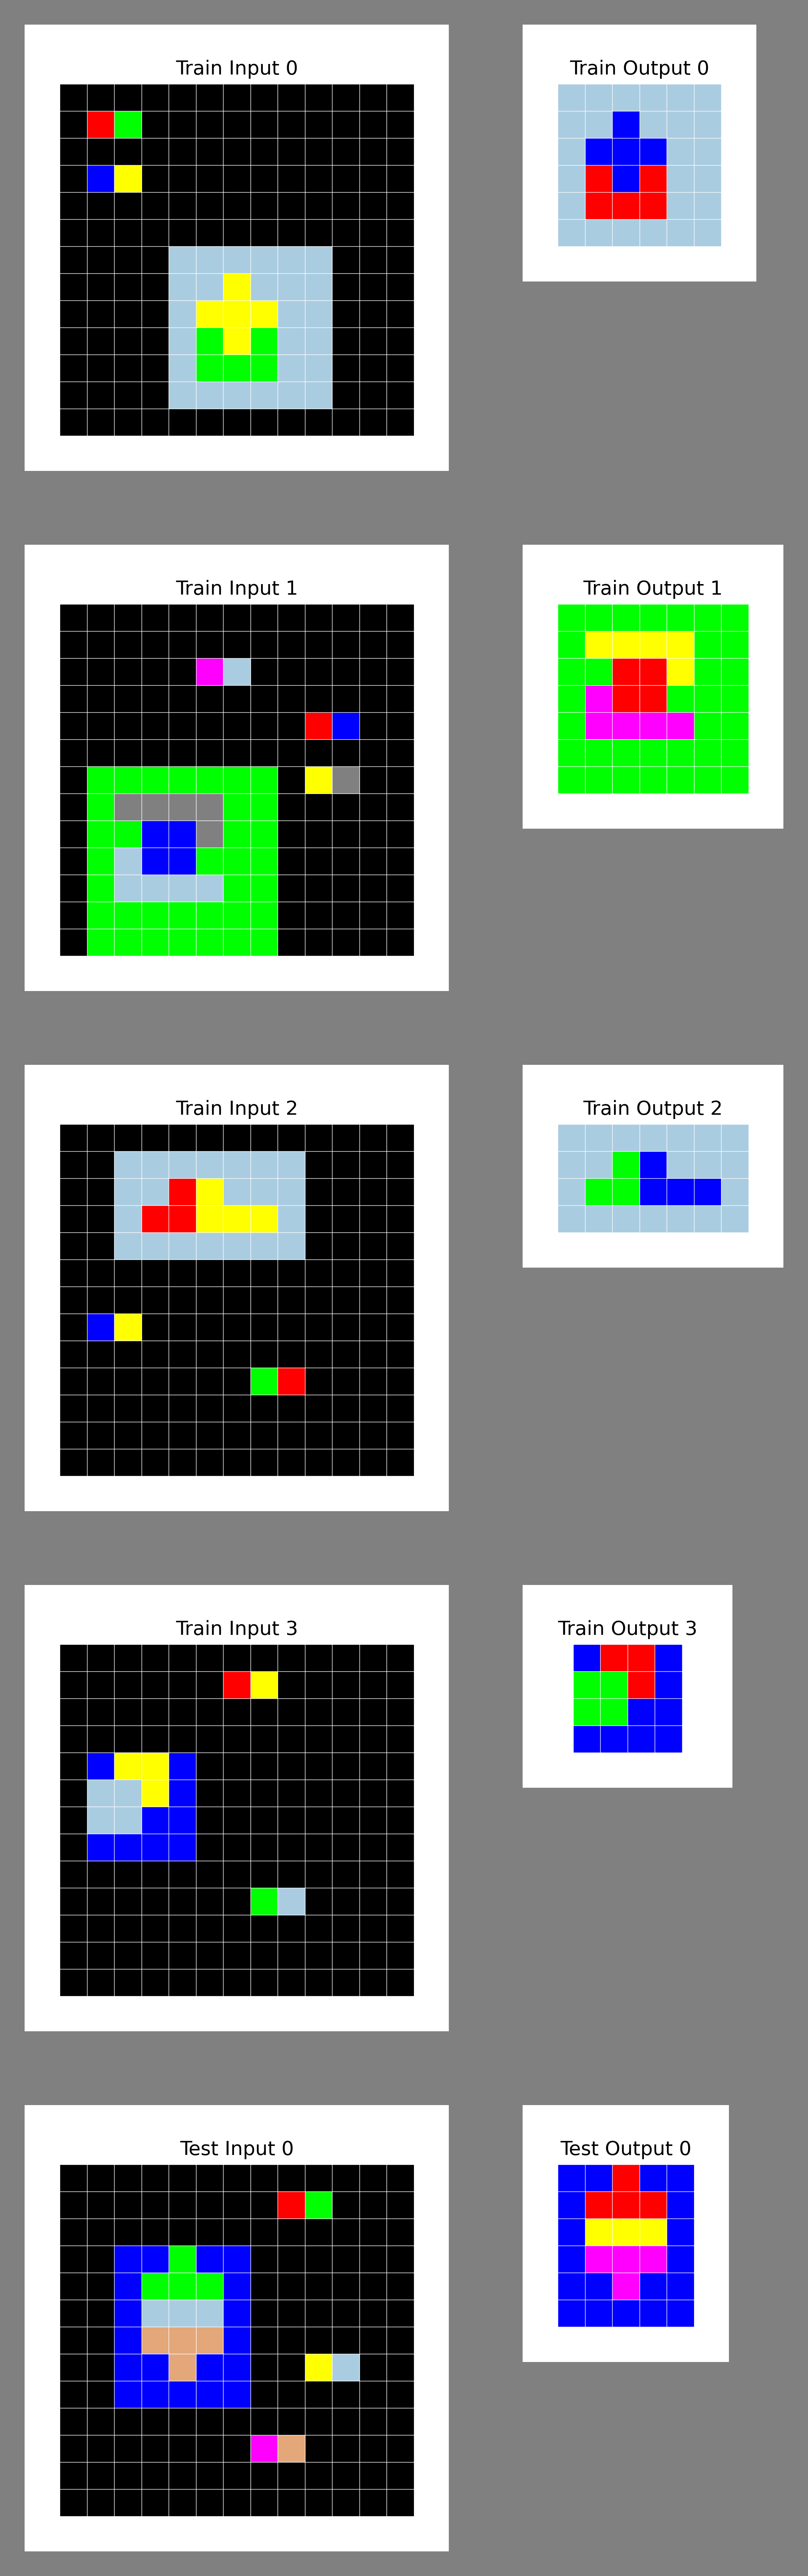 Train Input 0
Train Output 0
Train Input 1
Train Output 1
Train Input 2
Train Output 2
Train Input 3
Train Output 3
Test Input 0
Test Output 0